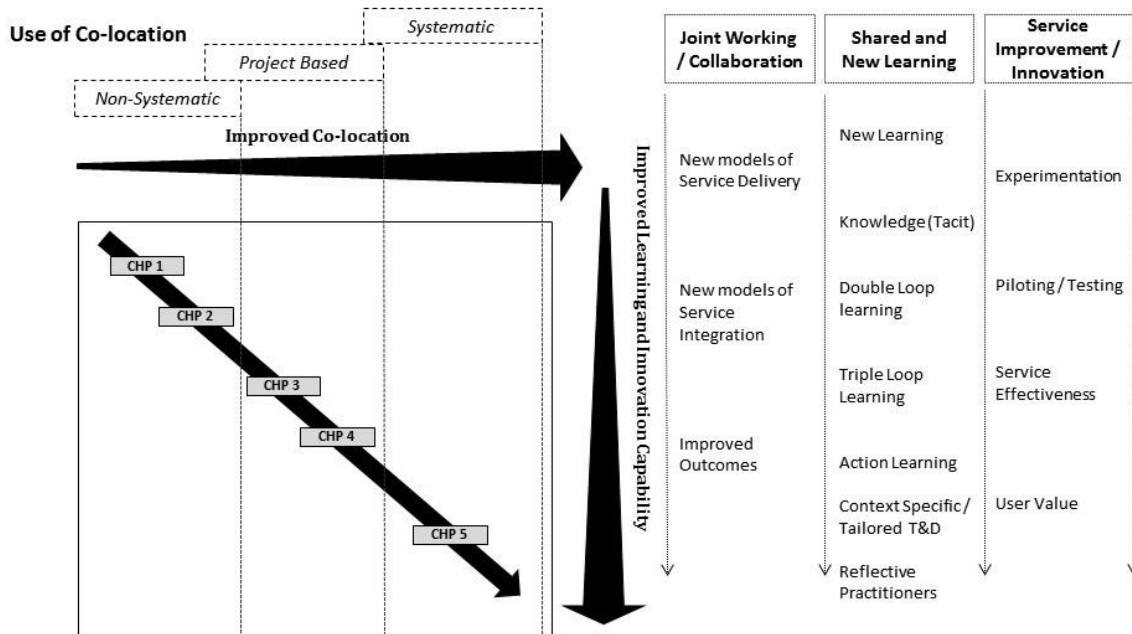 Use of Co-location
Systematic
Project Based
Non-Systematic
Improved Co-location
CHP 1
CHP 2
CHP 3
CHP 4
CHP 5
Improved Learning and Innovation Capability
Joint Working
/ Collaboration
New models of
Service Delivery
New models of
Service
Integration
Improved
Outcomes
Shared and
New Learning
New Learning
Knowledge (Tacit)
Double Loop
learning
Triple Loop
Learning
Action Learning
Context Specific /
Tailored T&D
Reflective
Practitioners
Service
Improvement /
Innovation
Experimentation
Piloting / Testing
Service
Effectiveness
User Value